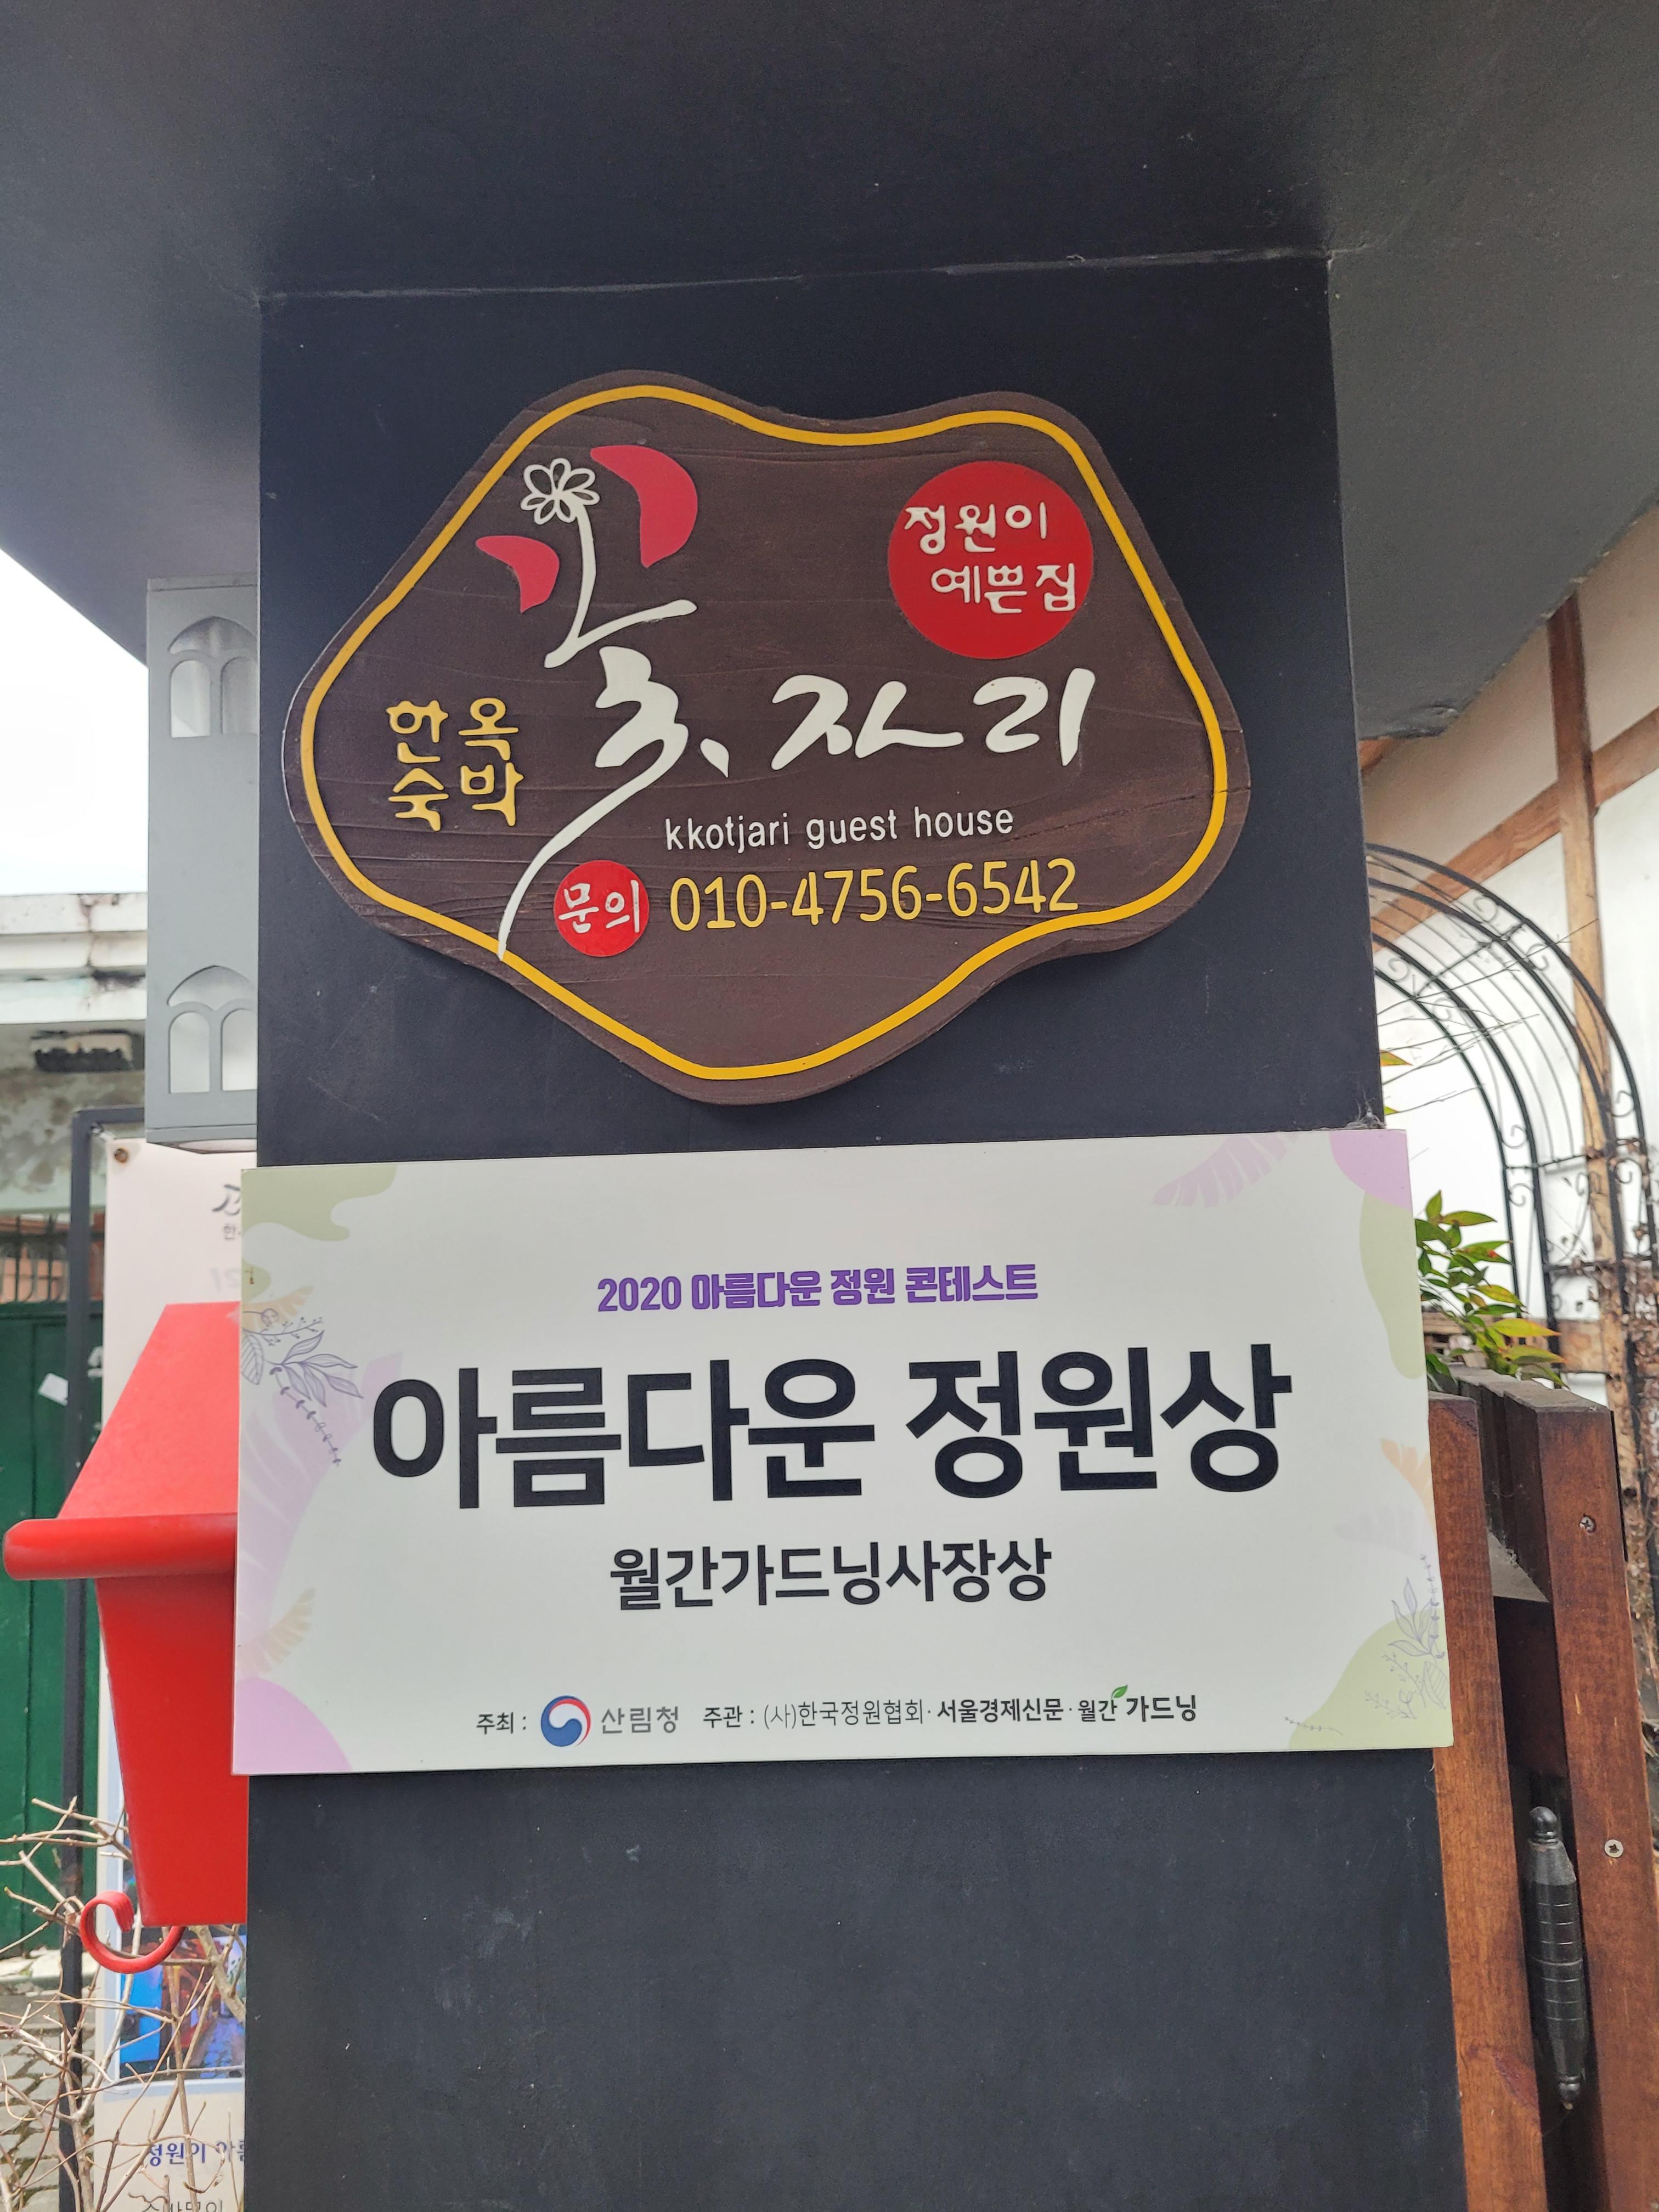 정원이
예쁜집
한옥
숙박
꽃.자리
kkotjari guest house
문의 010-4756-6542
2020 아름다운 정원 콘테스트
아름다운 정원상
월간가드닝사장상
주최 : 산림청 주관 : (사)한국정원협회·서울경제신문·월간 가드닝
정원이